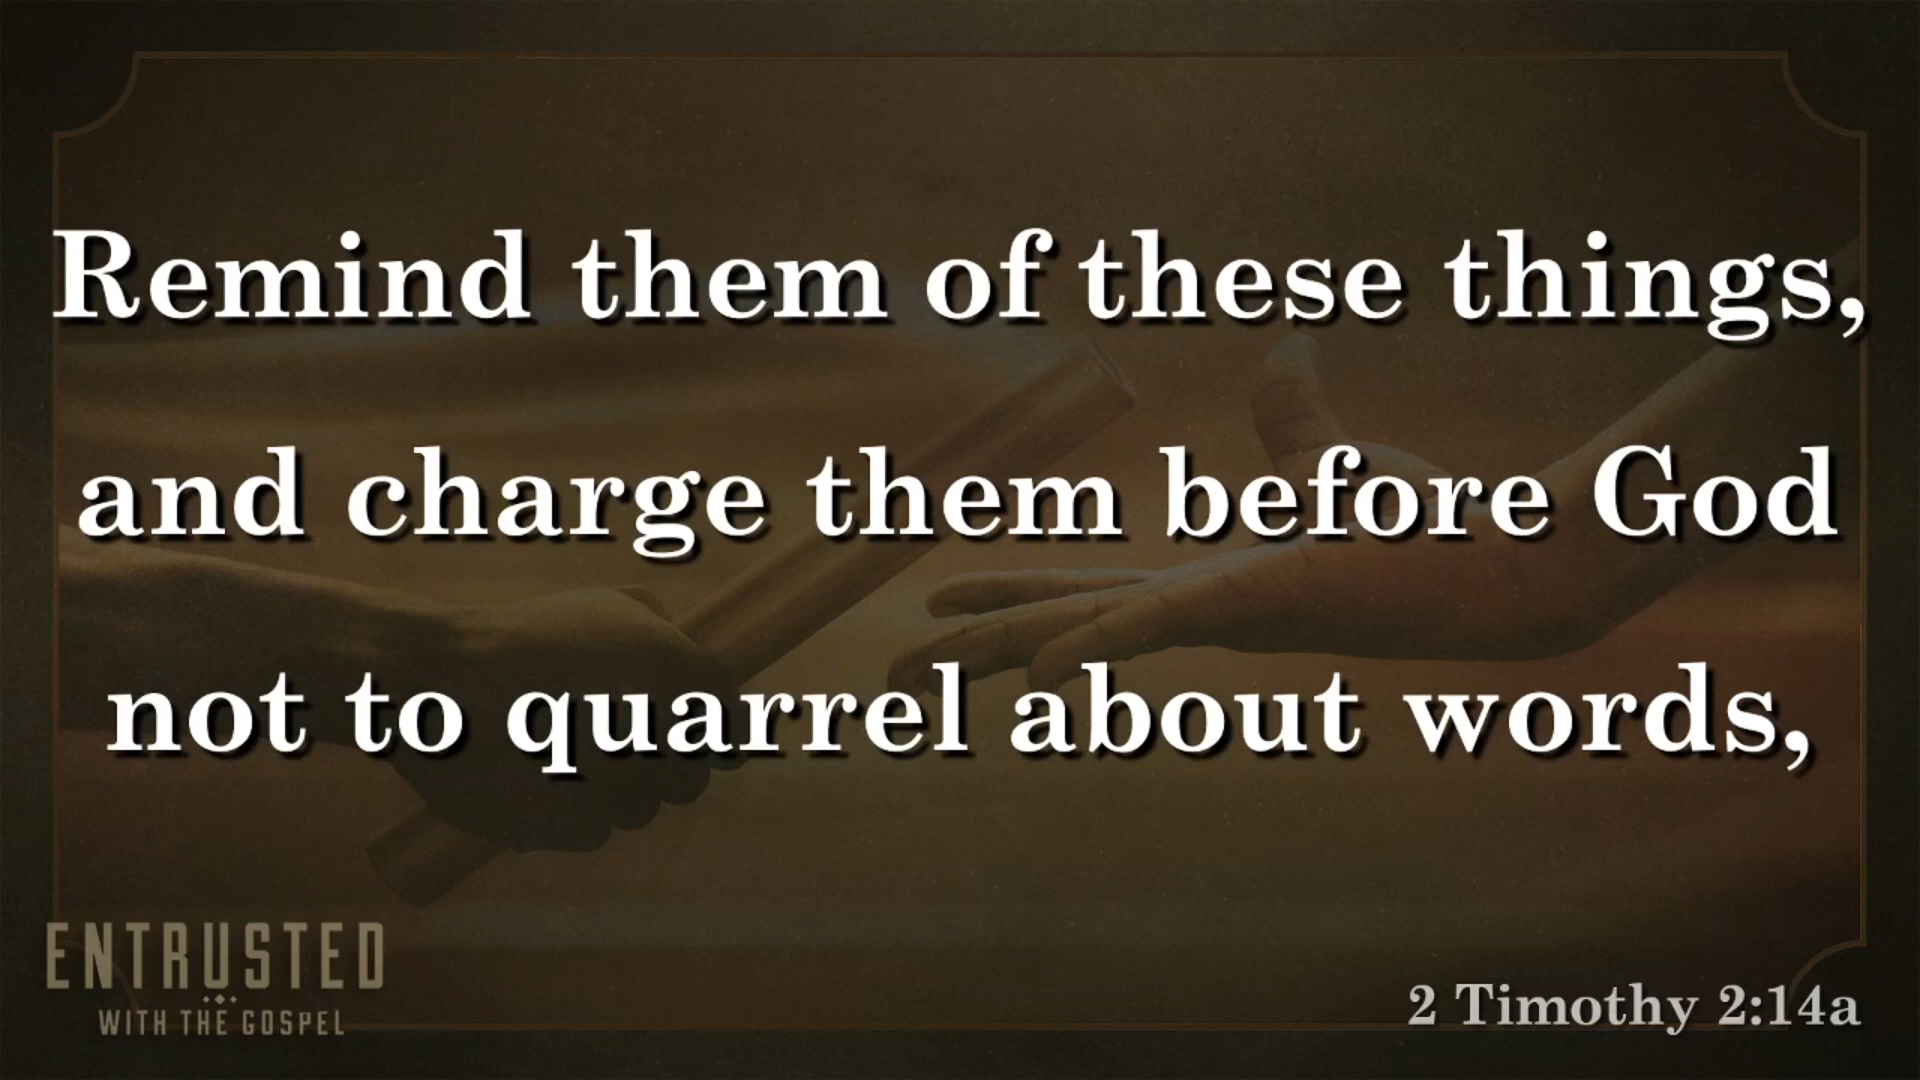 Remind them of these things,
and charge them before God
not to quarrel about words,
ENTRUSTED
WITH THE GOSPEL
2 Timothy 2:14a